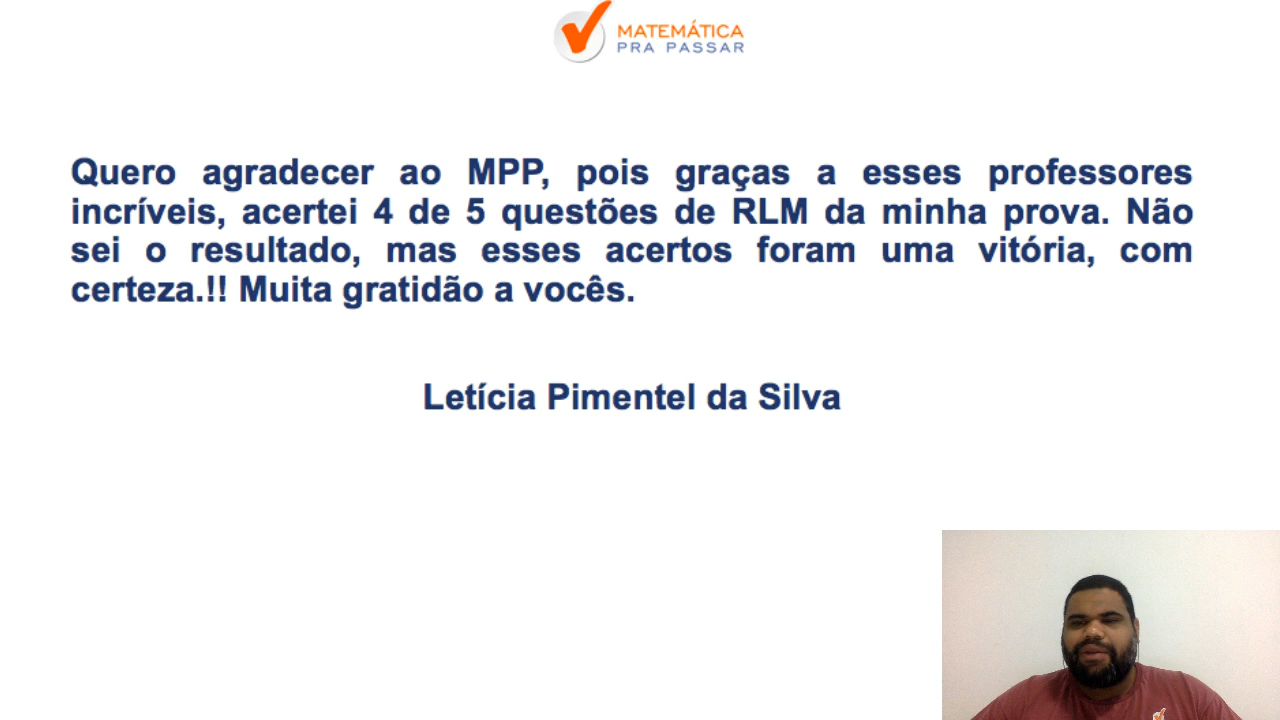 MATEMÁTICA
PRA PASSAR
Quero agradecer ao MPP, pois graças a esses professores
incríveis, acertei 4 de 5 questões de RLM da minha prova. Não
sei o resultado, mas esses acertos foram uma vitória, com
certeza.!! Muita gratidão a vocês.
Letícia Pimentel da Silva